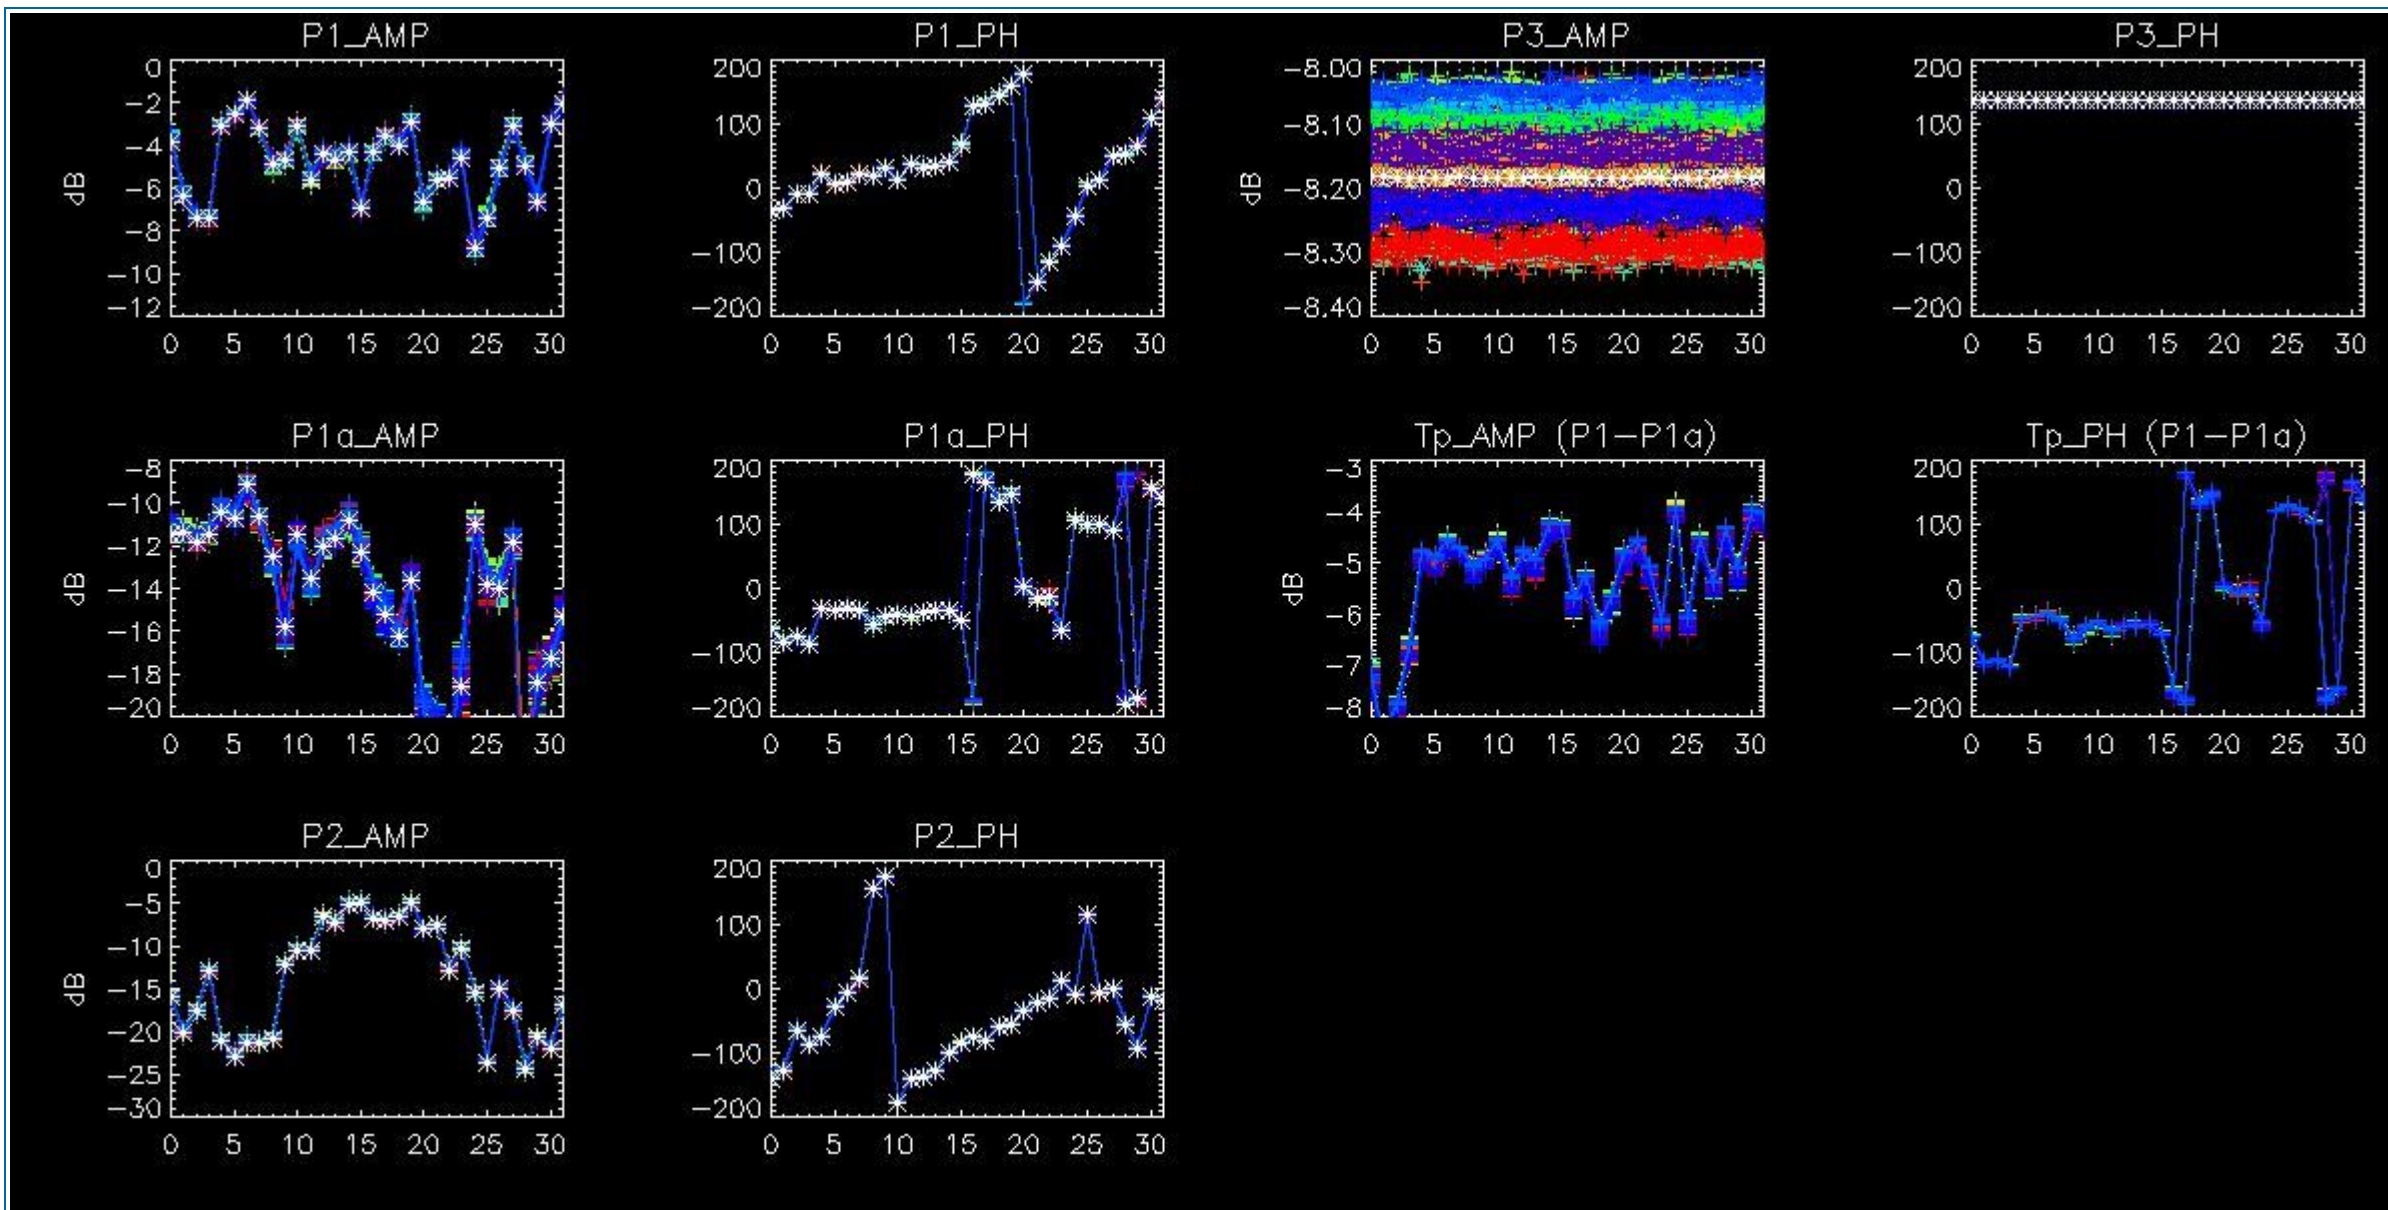 P1_AMP
0
−2
−4
−6
−8
−10
−12
dB
0 5 10 15 20 25 30
P1_PH
200
100
0
−100
−200
0 5 10 15 20 25 30
P3_AMP
−8.00
−8.10
−8.20
−8.30
−8.40
dB
0 5 10 15 20 25 30
P3_PH
200
100
0
−100
−200
0 5 10 15 20 25 30
P1a_AMP
−8
−10
−12
−14
−16
−18
−20
dB
0 5 10 15 20 25 30
P1a_PH
200
100
0
−100
−200
0 5 10 15 20 25 30
Tp_AMP (P1−P1a)
−3
−4
−5
−6
−7
−8
dB
0 5 10 15 20 25 30
Tp_PH (P1−P1a)
200
100
0
−100
−200
0 5 10 15 20 25 30
P2_AMP
0
−5
−10
−15
−20
−25
−30
dB
0 5 10 15 20 25 30
P2_PH
200
100
0
−100
−200
0 5 10 15 20 25 30